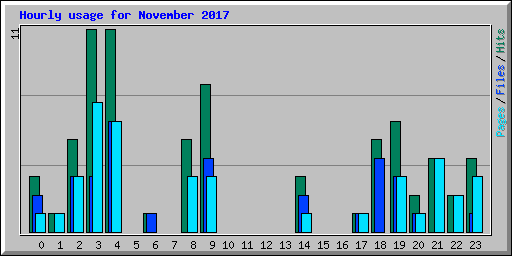 Hourly usage for November 2017
11
Pages/Files/Hits
0 1 2 3 4 5 6 7 8 9 10 11 12 13 14 15 16 17 18 19 20 21 22 23